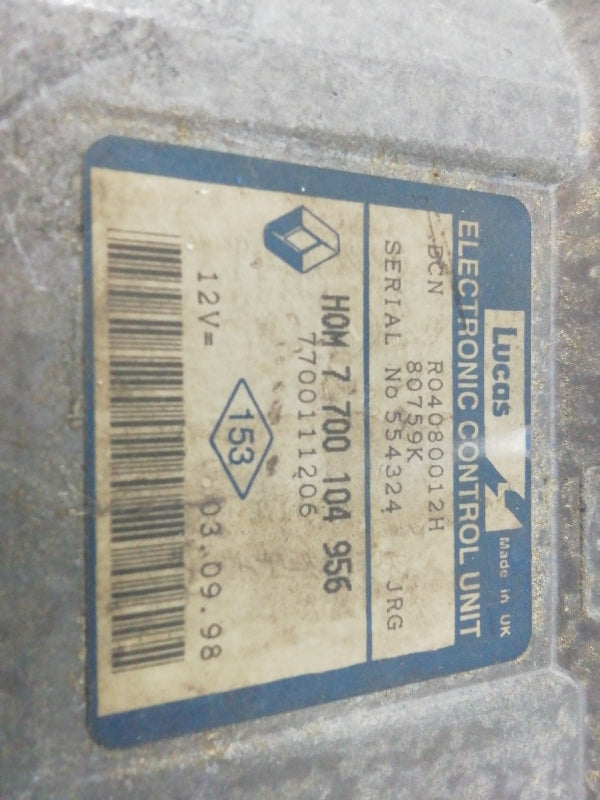 Lucas Made in UK
ELECTRONIC CONTROL UNIT
DCN R04080012H
80759K
SERIAL No 554324 JRG
HOM 7 700 104 956
7700111206
153
12V= 03.09.98